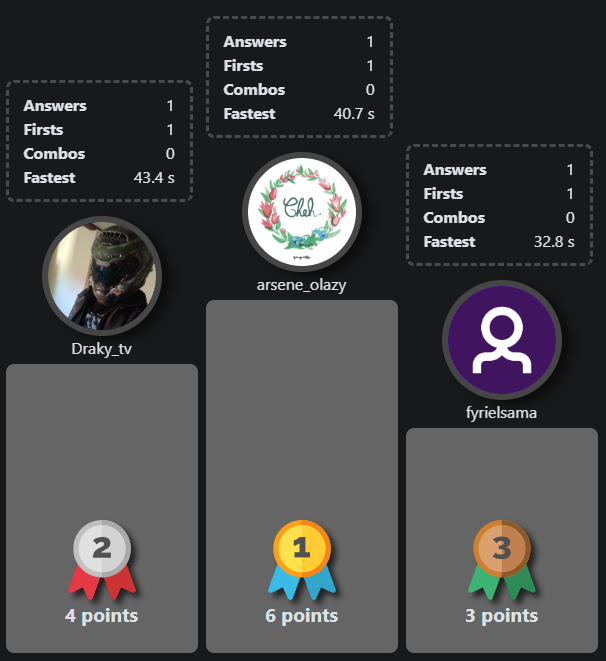 Answers 1
Firsts 1
Combos 0
Fastest 43.4 s
Draky_tv
2
4 points
Answers 1
Firsts 1
Combos 0
Fastest 40.7 s
Cheh.
arsene_olazy
1
6 points
Answers 1
Firsts 1
Combos 0
Fastest 32.8 s
fyrielsama
3
3 points